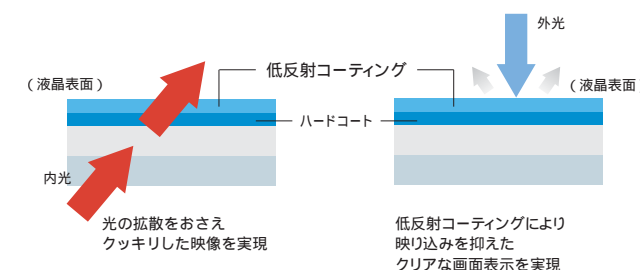 外光
低反射コーティング
(液晶表面)
(液晶表面
ハードコート
内光
光の拡散をおさえ
クッキリした映像を実現
低反射コーティングにより
映り込みを抑えた
クリアな画面表示を実現